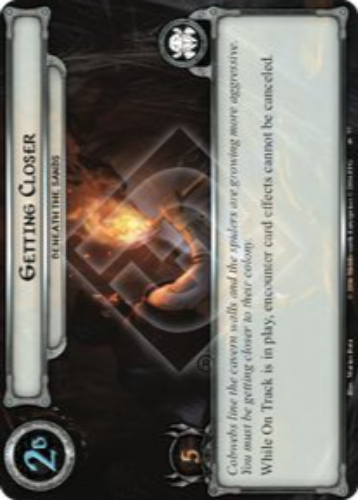 2B
GETTING CLOSER
BENEATH THE SANDS
5
Cobwebs line the cavern walls and the spiders are growing more aggressive.
You must be getting closer to their colony.
While On Track is in play, encounter card effects cannot be canceled.